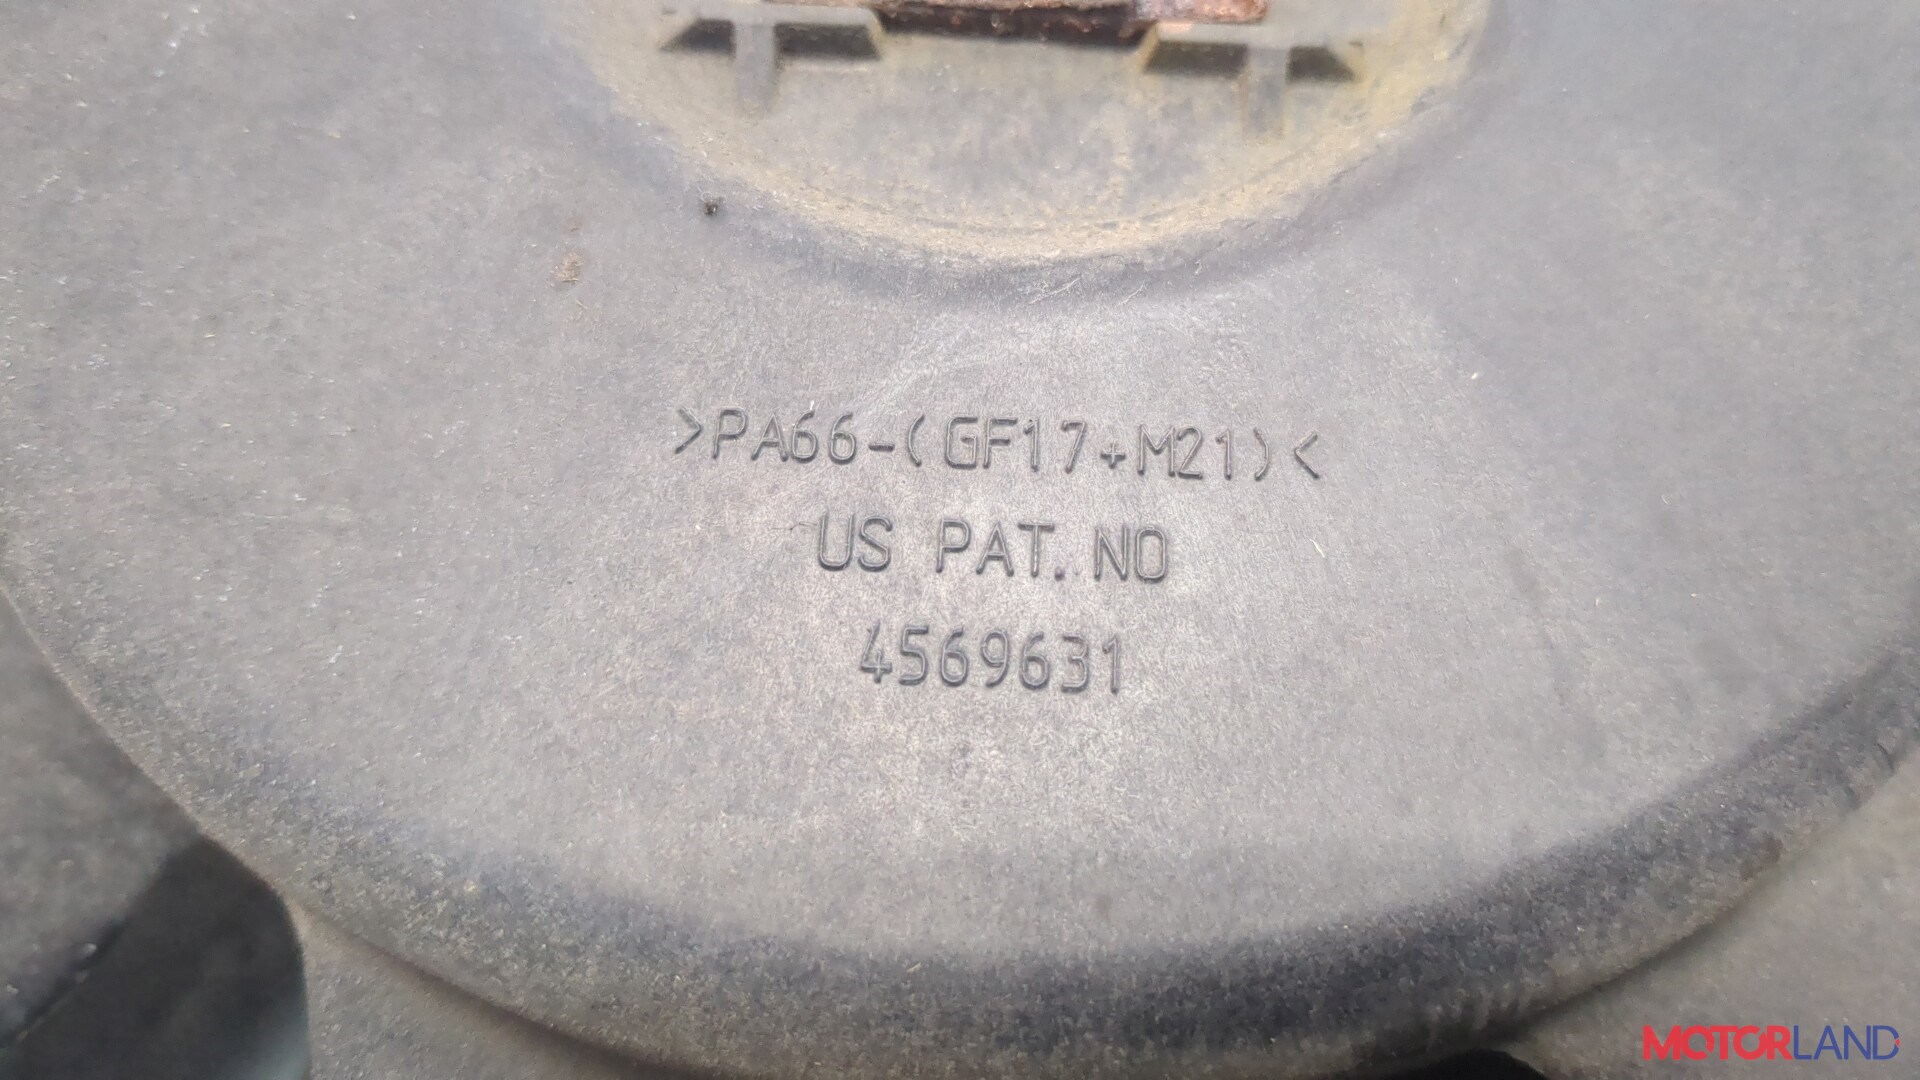 >PA66-(GF17+M21)<
US PAT. NO
4569631
MOTORLAND